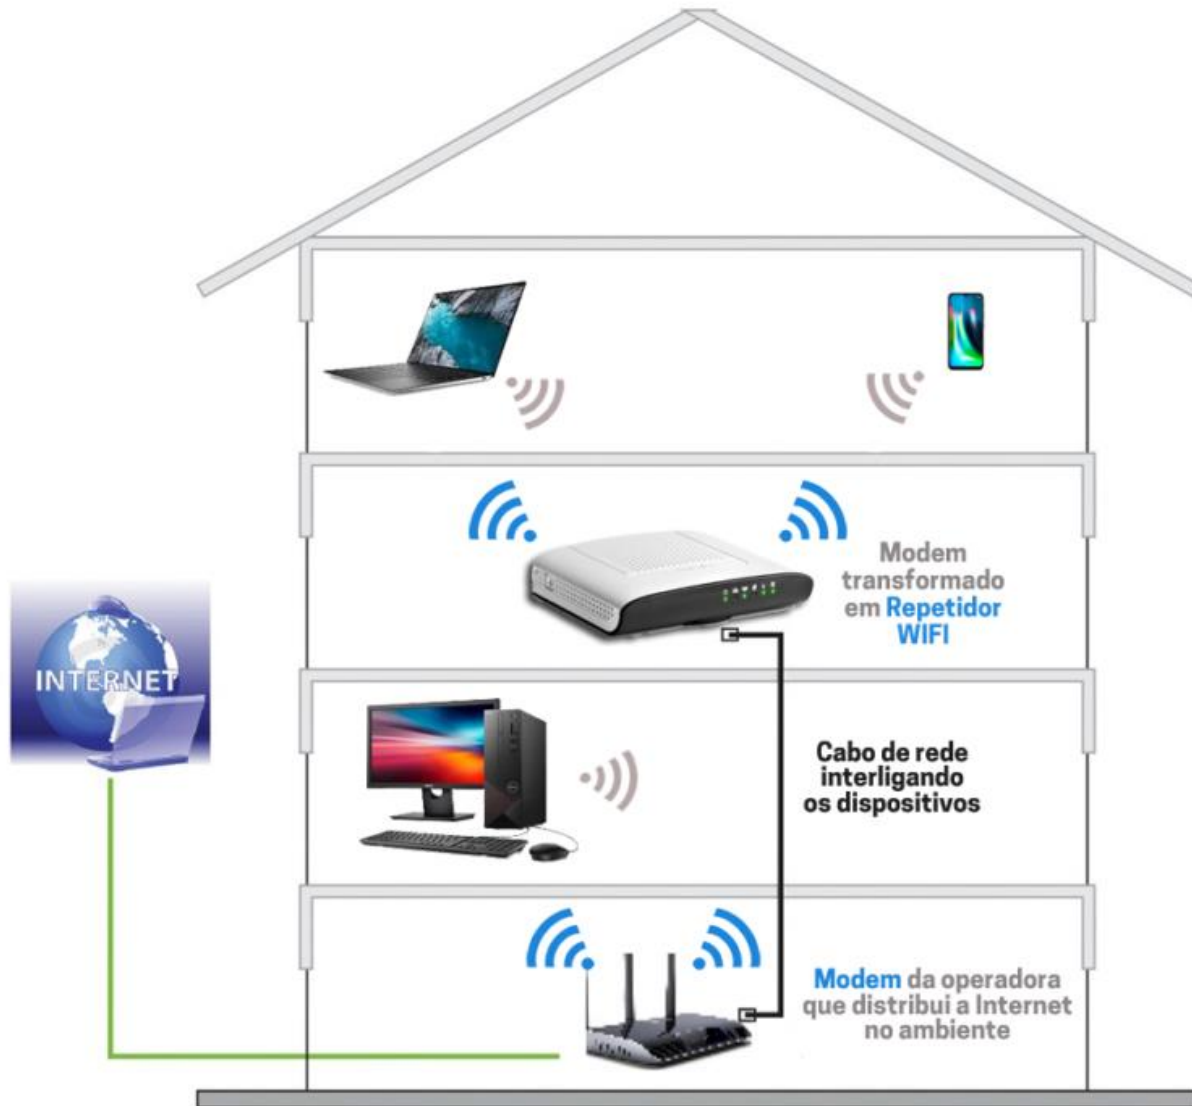 Modem
transformado
em Repetidor
WIFI
INTERNET
Cabo de rede
interligando
os dispositivos
Modem da operadora
que distribui a Internet
no ambiente